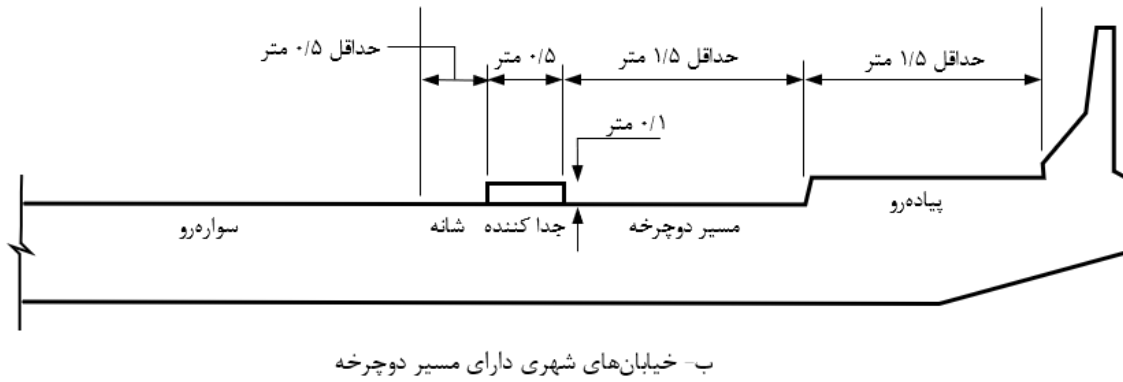 حداقل ۱/۵ متر
حداقل ۱/۵ متر
۰/۵ متر
حداقل ۰/۵ متر
۰/۱ متر
پیاده‌رو
مسیر دوچرخه
جدا کننده
شانه
سواره‌رو
ب- خیابان‌های شهری دارای مسیر دوچرخه